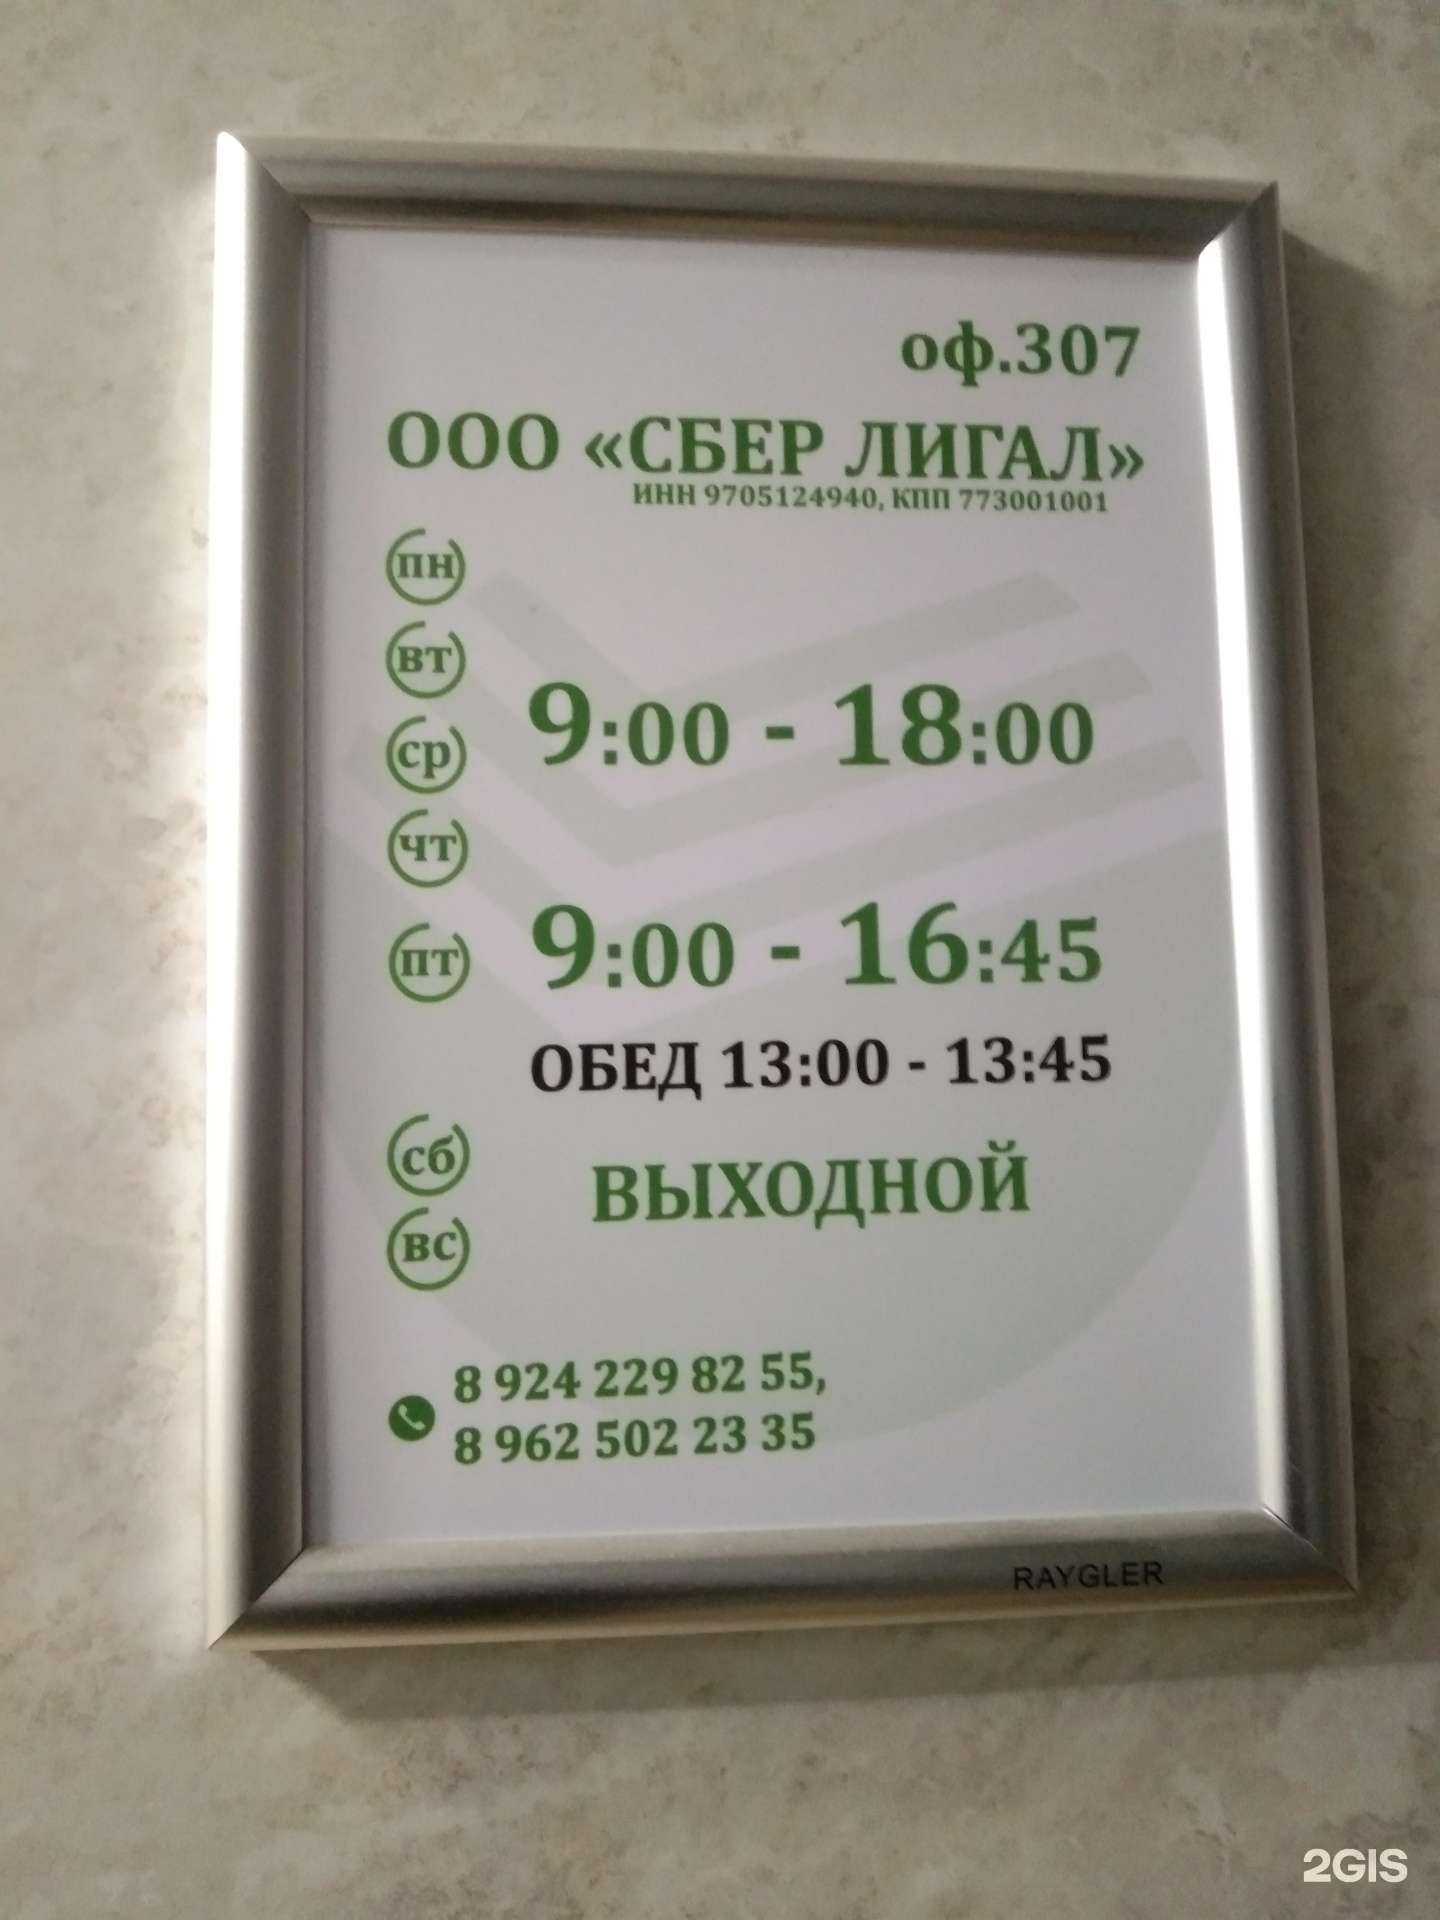 оф.307
ООО «СБЕР ЛИГАЛ»
ИНН 9705124940, КПП 773001001
пн
вт
ср
9:00 - 18:00
чт
пт 9:00 - 16:45
ОБЕД 13:00 - 13:45
сб
ВЫХОДНОЙ
вс
8 924 229 82 55,
8 962 502 23 35
RAYGLER
2GIS